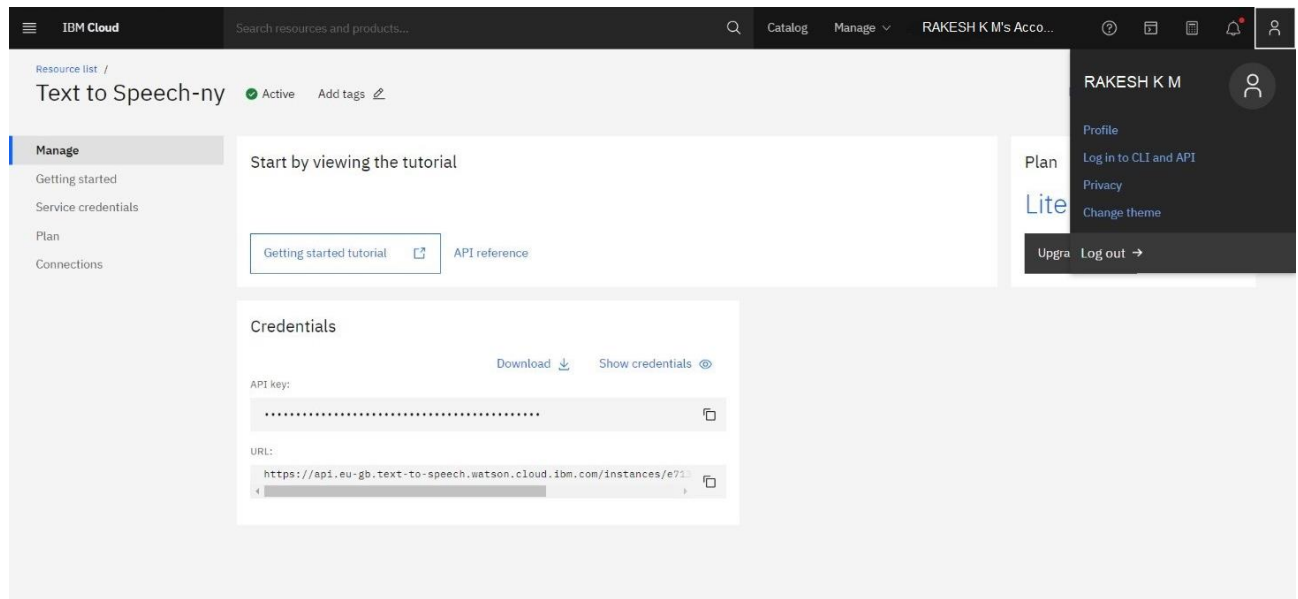 IBM Cloud
Search resources and products...
Catalog
Manage
RAKESH K M's Acco...
Resource list /
Text to Speech-ny
Active
Add tags
RAKESH K M
Profile
Log in to CLI and API
Privacy
Change theme
Log out →
Manage
Getting started
Service credentials
Plan
Connections
Start by viewing the tutorial
Getting started tutorial
API reference
Plan
Lite
Upgra
Credentials
Download
Show credentials
API key:
••••••••••••••••••••••••••••••••••••••••••••
URL:
https://api.eu-gb.text-to-speech.watson.cloud.ibm.com/instances/e713